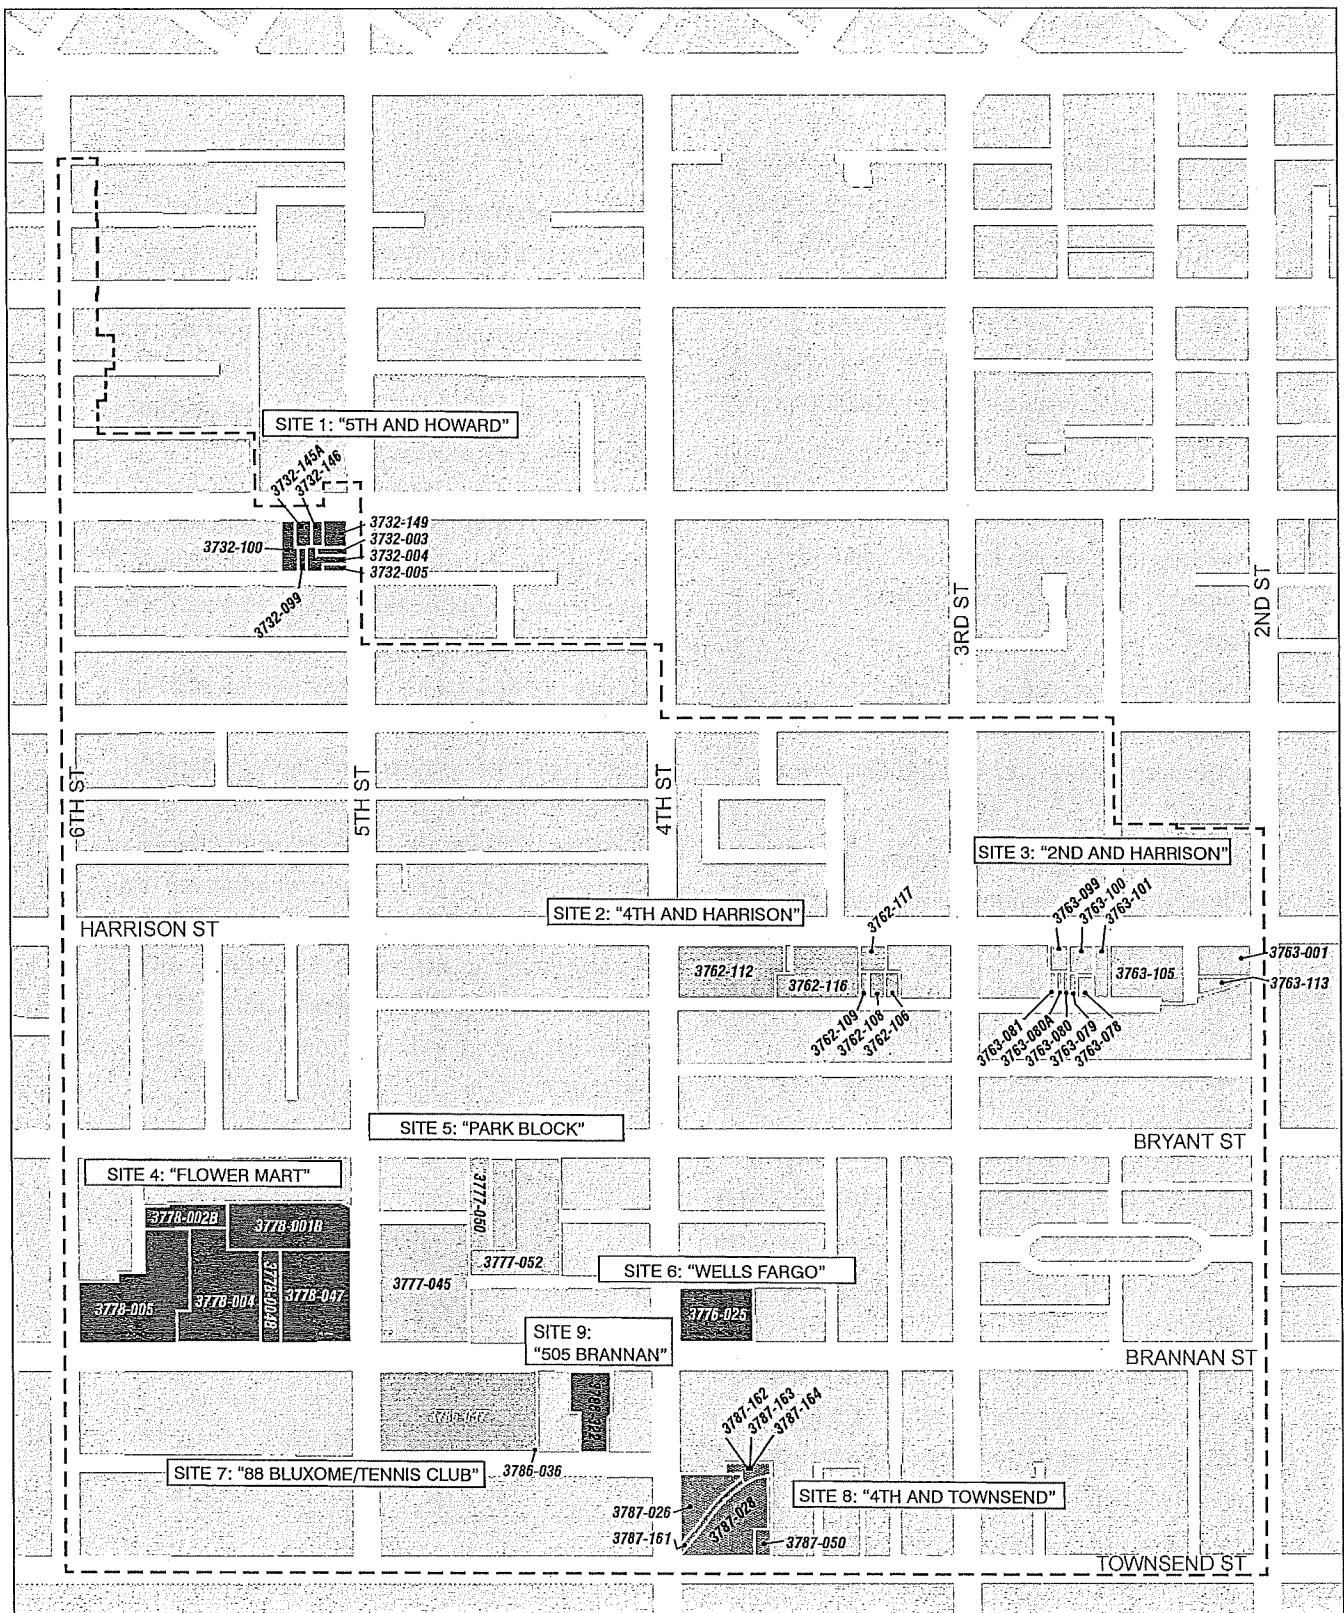 SITE 1: "5TH AND HOWARD"
3732-145A
3732-146
3732-149
3732-003
3732-100
3732-004
3732-005
3732-099
3RD ST
2ND ST
6TH ST
5TH ST
4TH ST
SITE 3: "2ND AND HARRISON"
SITE 2: "4TH AND HARRISON"
3762-117
3763-099
3763-100
3763-101
HARRISON ST
3762-112
3762-116
3763-105
3763-001
3763-113
3762-109
3762-108
3762-106
3763-081
3763-080A
3763-080
3763-079
3763-078
SITE 5: "PARK BLOCK"
BRYANT ST
SITE 4: "FLOWER MART"
3777-050
3778-002B
3778-001B
3777-052
3777-045
SITE 6: "WELLS FARGO"
3778-005
3778-004
3778-004B
3778-047
3776-025
SITE 9:
"505 BRANNAN"
BRANNAN ST
3786-036
3787-162
3787-163
3787-164
SITE 7: "88 BLUXOME/TENNIS CLUB"
SITE 8: "4TH AND TOWNSEND"
3787-026
3787-028
3787-161
3787-050
TOWNSEND ST